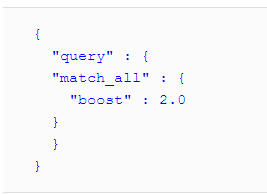 {
"query" : {
"match_all" : {
"boost" : 2.0
}
}
}